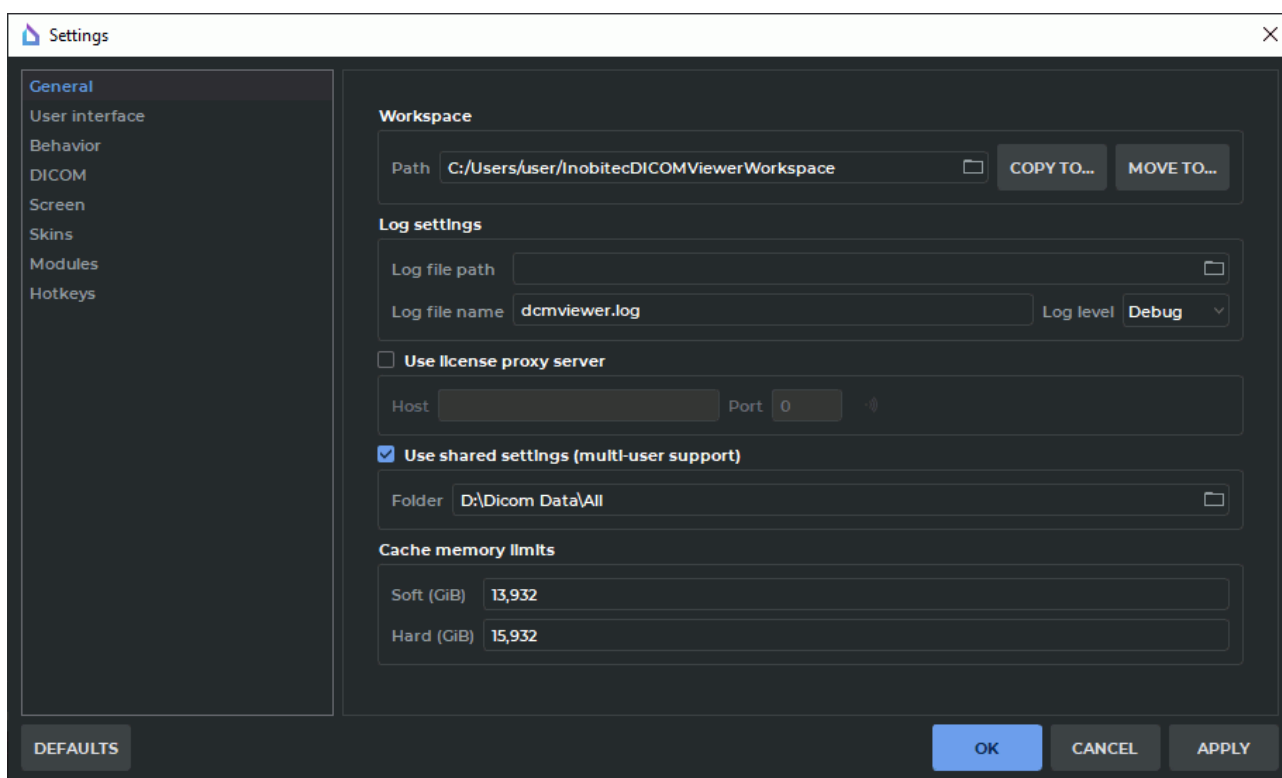 Settings
General
User interface
Behavior
DICOM
Screen
Skins
Modules
Hotkeys
Workspace
Path C:/Users/user/InobitecDICOMViewerWorkspace COPY TO... MOVE TO...
Log settings
Log file path
Log file name dcmviewer.log Log level Debug
Use license proxy server
Host Port 0
Use shared settings (multi-user support)
Folder D:\Dicom Data\All
Cache memory limits
Soft (GiB) 13,932
Hard (GiB) 15,932
DEFAULTS OK CANCEL APPLY